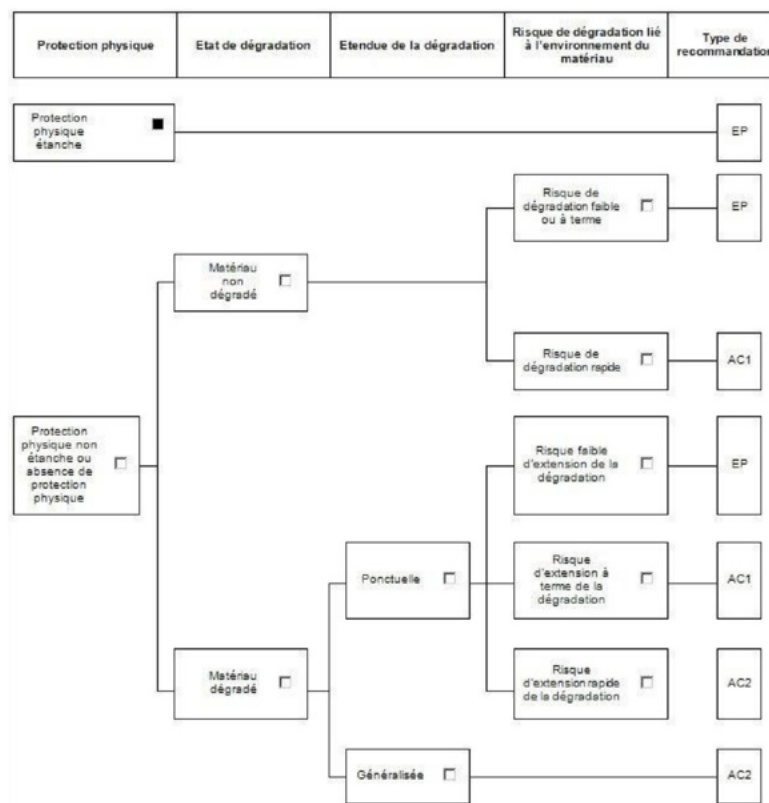 Protection physique
Etat de dégradation
Etendue de la dégradation
Risque de dégradation lié
à l'environnement du
matériau
Type de
recommandation
Protection
physique
étanche
EP
Risque de
dégradation faible
ou à terme
EP
Matériau
non
dégradé
Risque de
dégradation rapide
AC1
Protection
physique non
étanche ou
absence de
protection
physique
Risque faible
d'extension de la
dégradation
EP
Ponctuelle
Risque
d'extension à
terme de la
dégradation
AC1
Matériau
dégradé
Risque
d'extension rapide
de la dégradation
AC2
Généralisée
AC2